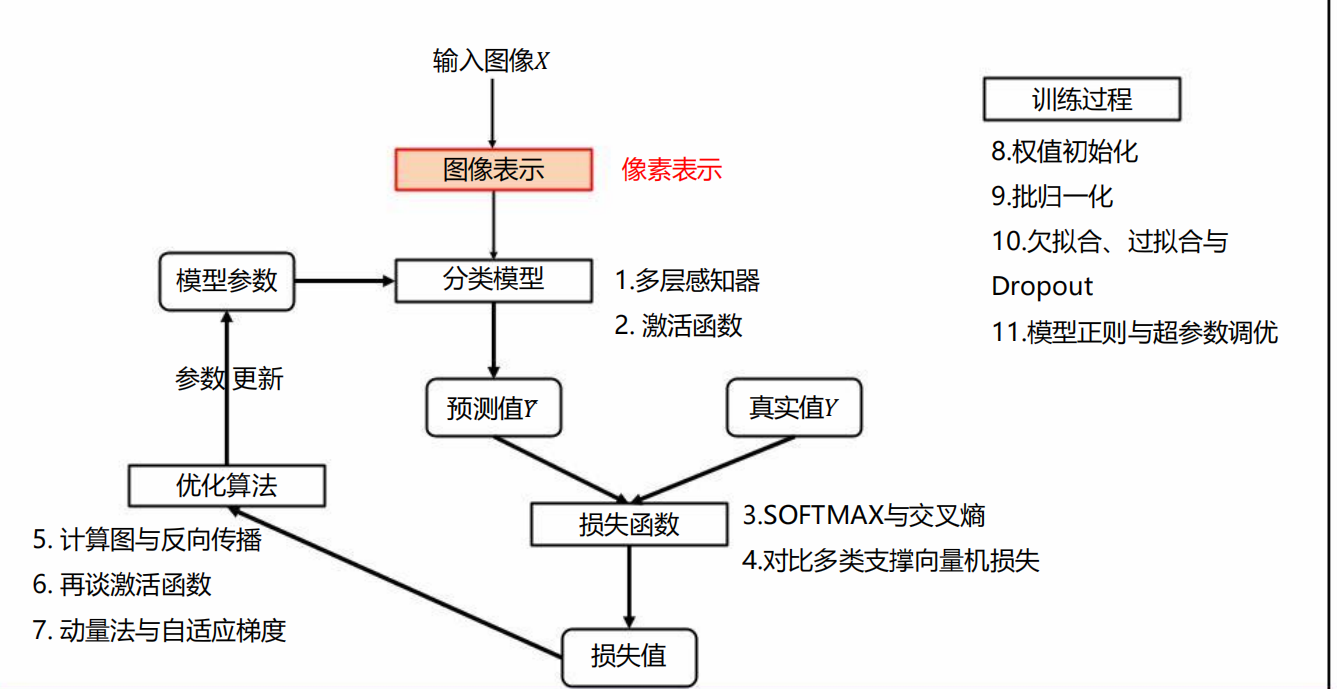 输入图像X
图像表示
像素表示
模型参数
分类模型
1.多层感知器
2. 激活函数
参数 更新
预测值Ȳ
真实值Y
优化算法
损失函数
3.SOFTMAX与交叉熵
4.对比多类支撑向量机损失
5. 计算图与反向传播
6. 再谈激活函数
7. 动量法与自适应梯度
损失值
训练过程
8.权值初始化
9.批归一化
10.欠拟合、过拟合与
Dropout
11.模型正则与超参数调优